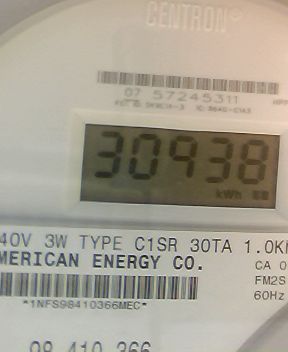 CENTRON®
07 57245311
30938
kWh
40V 3W TYPE C1SR 30TA 1.0K
MERICAN ENERGY CO.
CA 0
FM2S
60Hz
*1NFS98410366MEC*
98 410 366